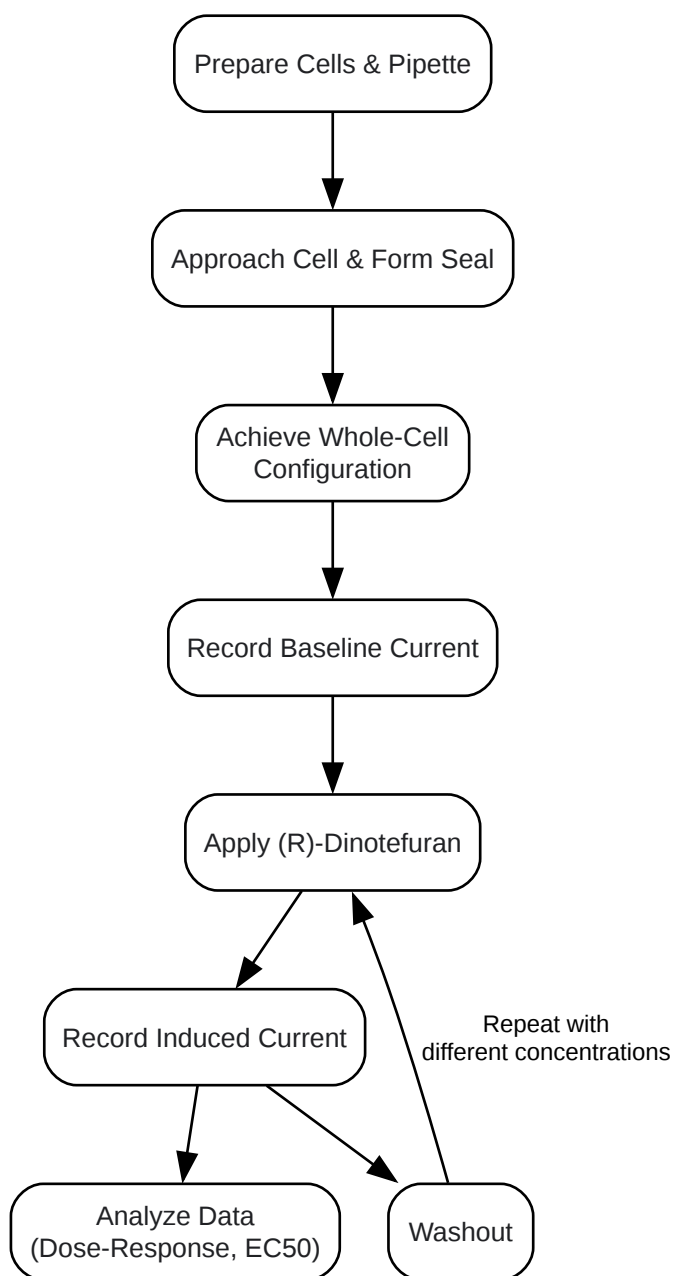 Prepare Cells & Pipette
Approach Cell & Form Seal
Achieve Whole-Cell
Configuration
Record Baseline Current
Apply (R)-Dinotefuran
Record Induced Current
Repeat with
different concentrations
Analyze Data
(Dose-Response, EC50)
Washout